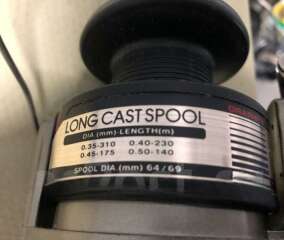 LONG CAST SPOOL
DIA (mm)-LENGTH(m)
0.35-310 0.40-230
0.45-175 0.50-140
SPOOL DIA (mm) 64/69